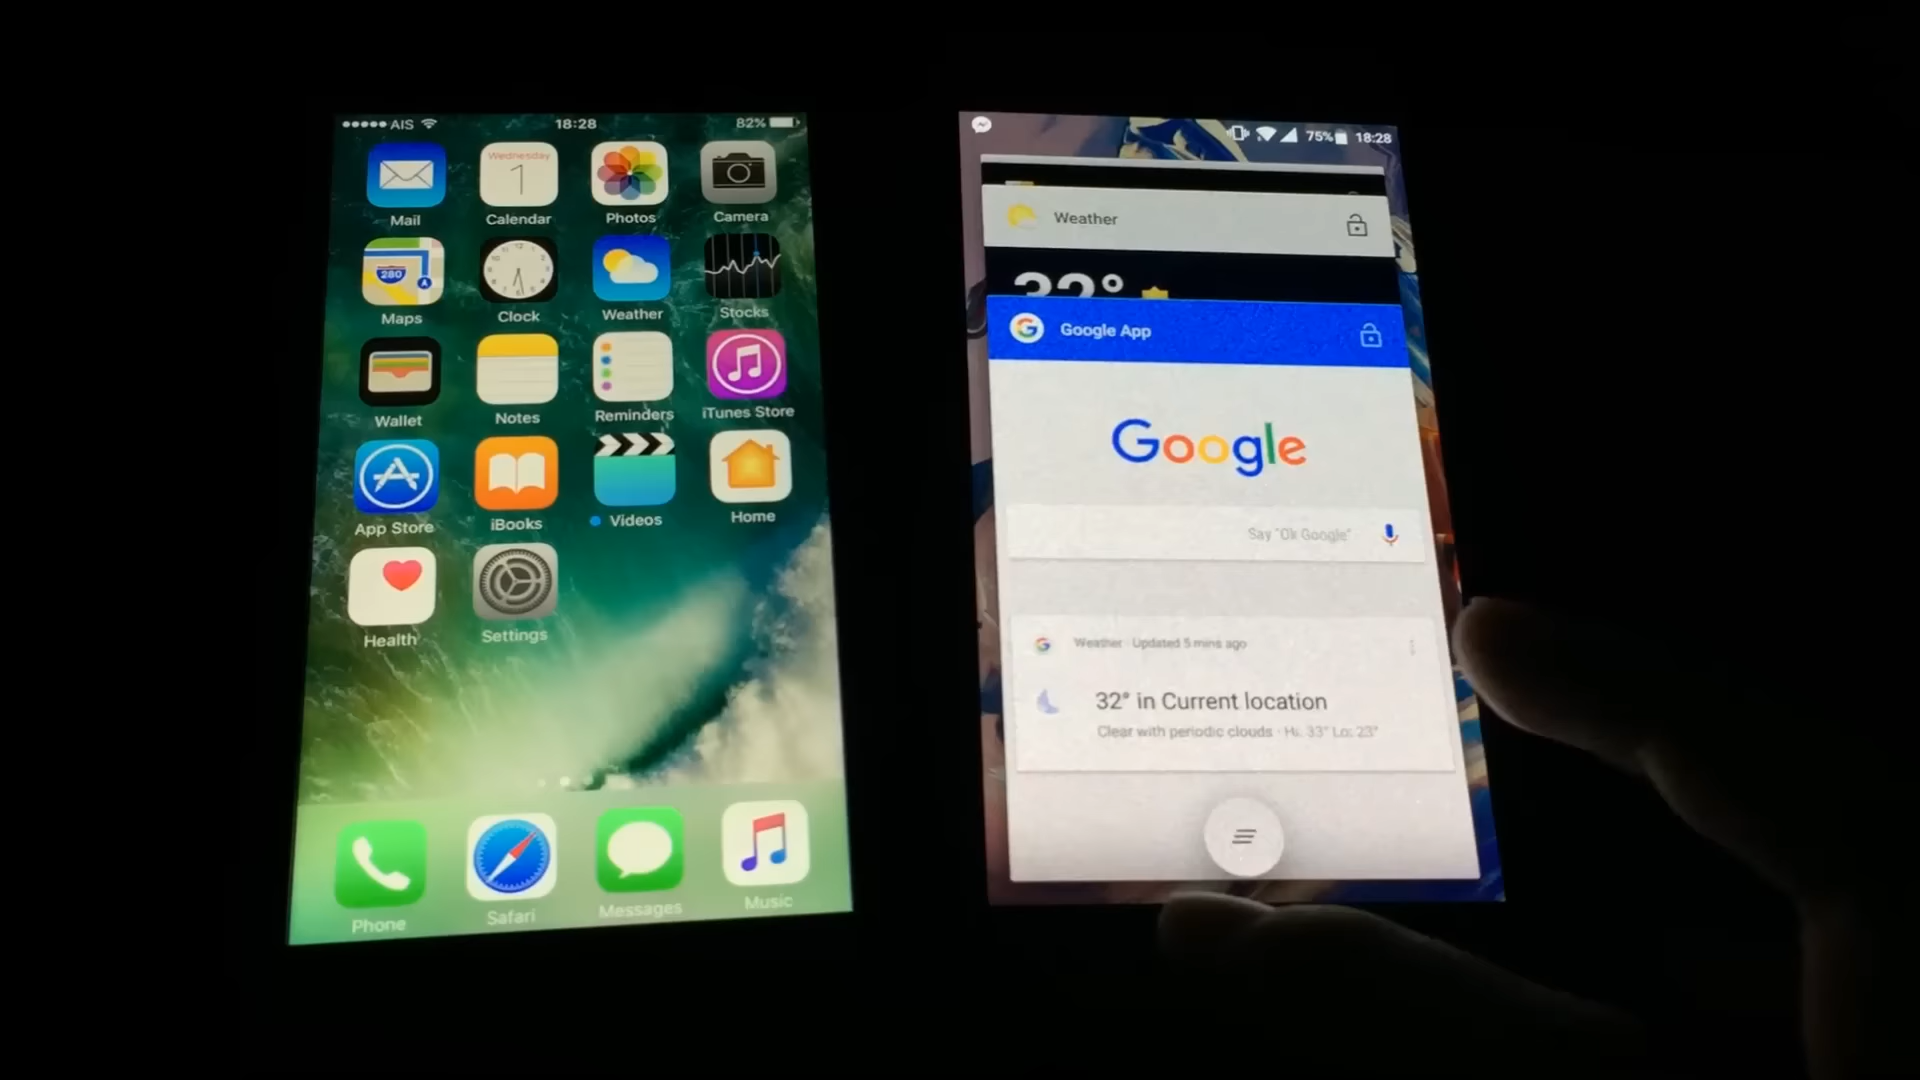 AIS 18:28 82%
Wednesday
1
Mail Calendar Photos Camera
280
Maps Clock Weather Stocks
Wallet Notes Reminders iTunes Store
App Store iBooks Videos Home
Health Settings
Phone Safari Messages Music
75% 18:28
Weather
32°
Google App
Google
Say "Ok Google"
Weather · Updated 5 mins ago
32° in Current location
Clear with periodic clouds · Hi: 33° Lo: 23°